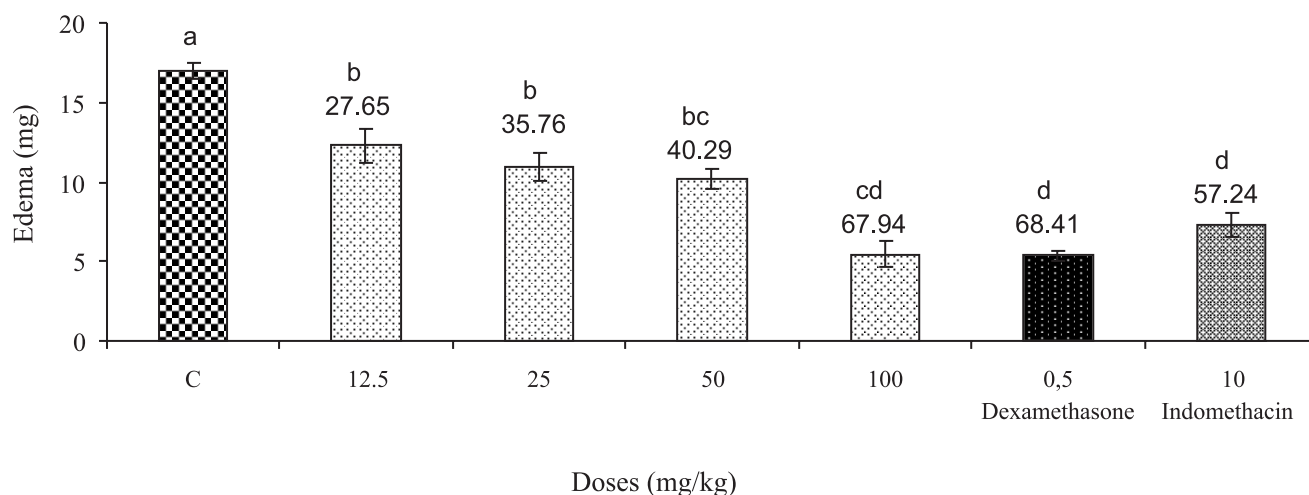 20
15
10
5
0
Edema (mg)
a
b
27.65
b
35.76
bc
40.29
cd
67.94
d
68.41
d
57.24
C
12.5
25
50
100
0,5
Dexamethasone
10
Indomethacin
Doses (mg/kg)